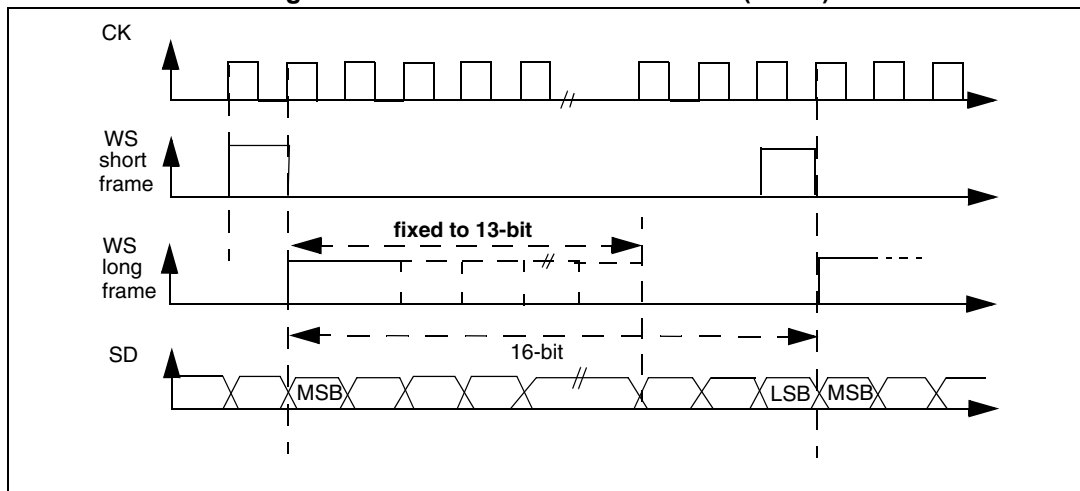 CK
WS
short
frame
fixed to 13-bit
WS
long
frame
16-bit
SD
MSB
LSB
MSB